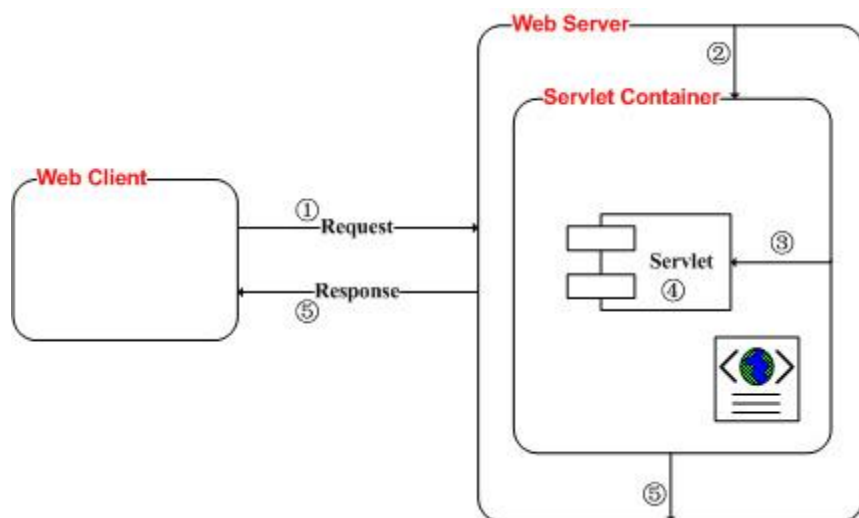 Web Server
②
Servlet Container
Web Client
①
Request
③
Servlet
④
Response
⑤
⑤